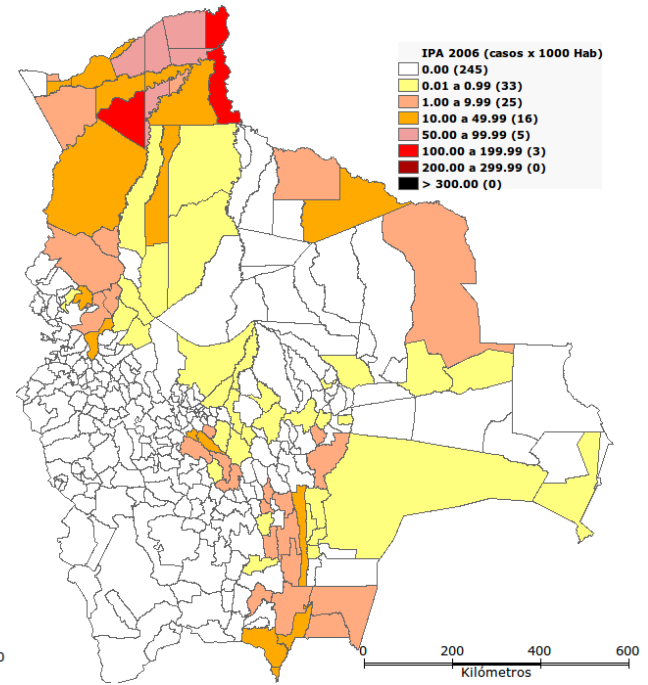 IPA 2006 (casos x 1000 Hab)
0.00 (245)
0.01 a 0.99 (33)
1.00 a 9.99 (25)
10.00 a 49.99 (16)
50.00 a 99.99 (5)
100.00 a 199.99 (3)
200.00 a 299.99 (0)
> 300.00 (0)
0
0 200 400 600
Kilómetros